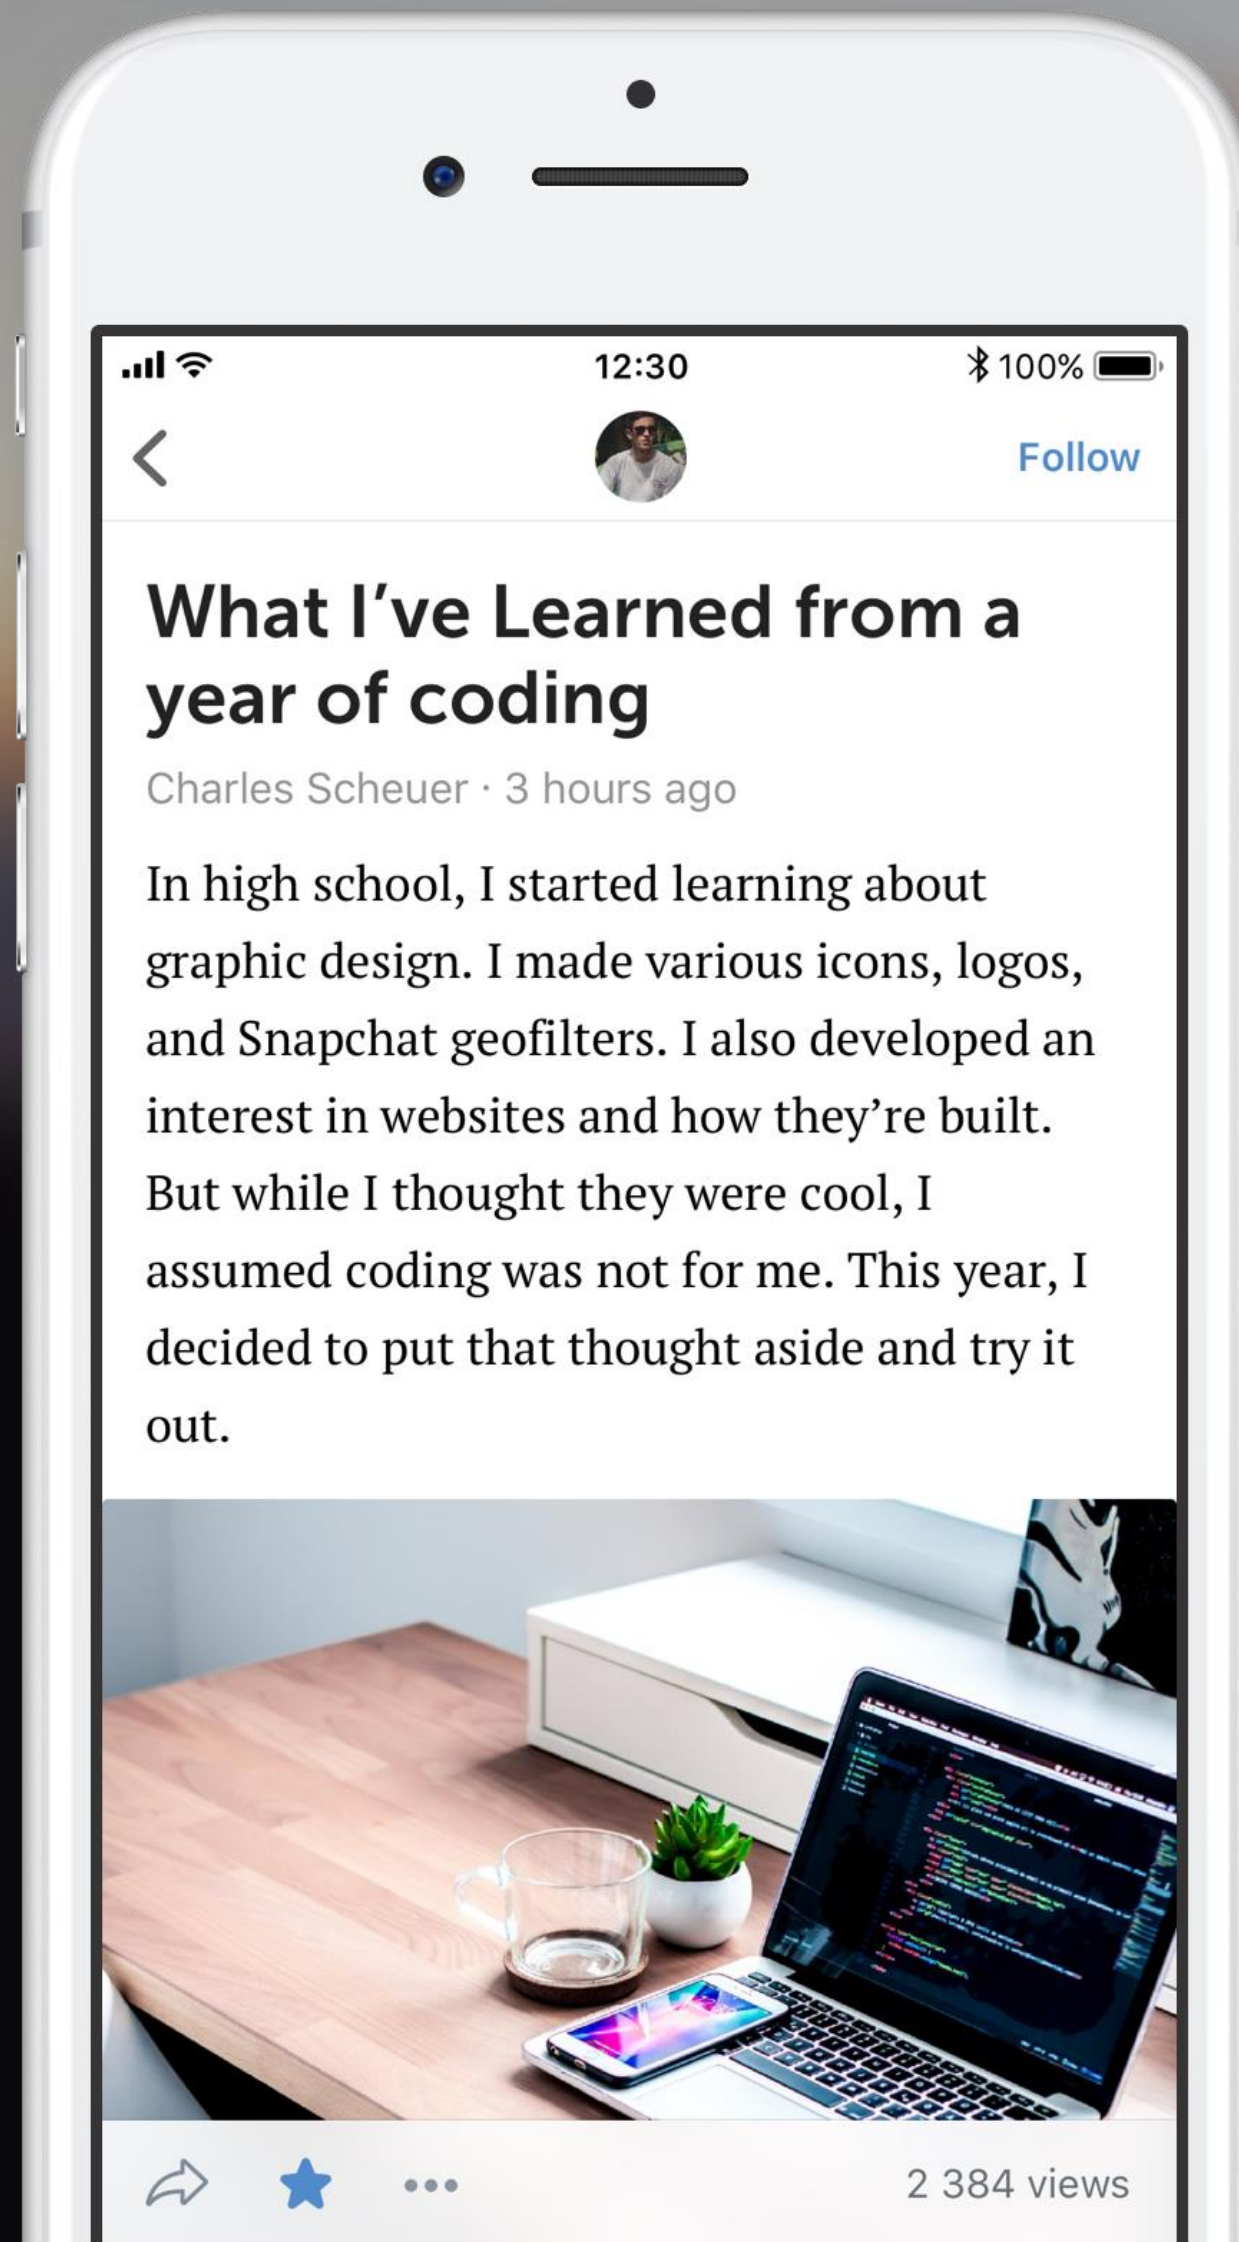 12:30
100%
Follow
What I’ve Learned from a
year of coding
Charles Scheuer · 3 hours ago
In high school, I started learning about
graphic design. I made various icons, logos,
and Snapchat geofilters. I also developed an
interest in websites and how they’re built.
But while I thought they were cool, I
assumed coding was not for me. This year, I
decided to put that thought aside and try it
out.
2 384 views